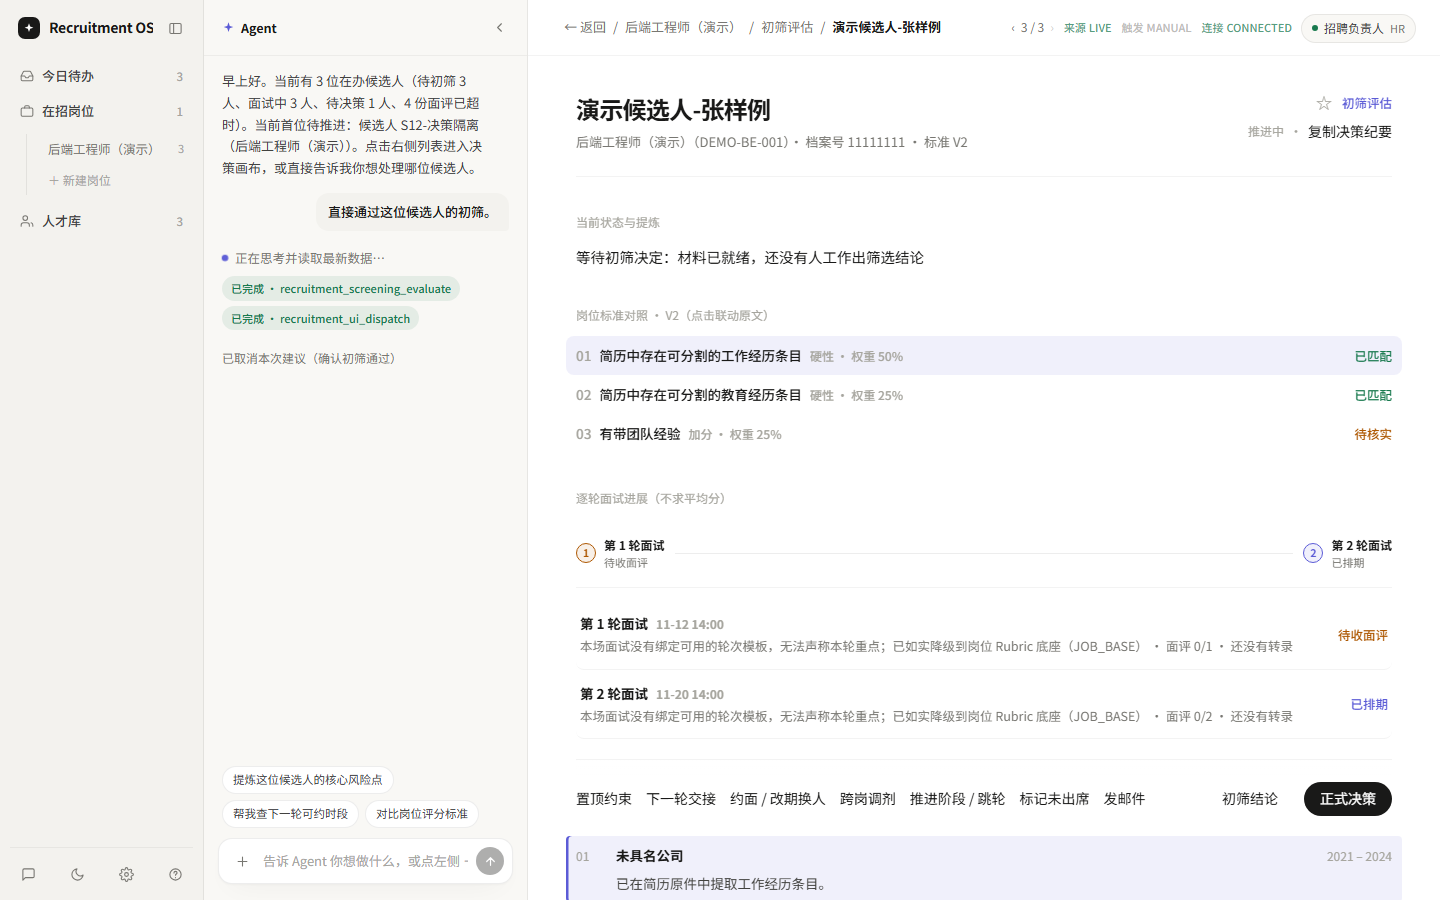 Recruitment OS
今日待办 3
在招岗位 1
后端工程师（演示） 3
+ 新建岗位
人才库 3
Agent
早上好。当前有 3 位在办候选人（待初筛 3
人、面试中 3 人、待决策 1 人、4 份面评已超
时）。当前首位待推进：候选人 S12-决策隔离
（后端工程师（演示））。点击右侧列表进入决
策画布，或直接告诉我你想处理哪位候选人。
直接通过这位候选人的初筛。
正在思考并读取最新数据···
已完成 · recruitment_screening_evaluate
已完成 · recruitment_ui_dispatch
已取消本次建议（确认初筛通过）
提炼这位候选人的核心风险点
帮我查下一轮可约时段
对比岗位评分标准
+ 告诉 Agent 你想做什么，或点左侧 -
← 返回 / 后端工程师（演示） / 初筛评估 / 演示候选人-张样例
‹ 3 / 3 › 来源 LIVE 触发 MANUAL 连接 CONNECTED 招聘负责人 HR
演示候选人-张样例
后端工程师（演示）（DEMO-BE-001）· 档案号 11111111 · 标准 V2
☆ 初筛评估
推进中 · 复制决策纪要
当前状态与提炼
等待初筛决定：材料已就绪，还没有人工作出筛选结论
岗位标准对照 · V2（点击联动原文）
01 简历中存在可分割的工作经历条目 硬性 · 权重 50% 已匹配
02 简历中存在可分割的教育经历条目 硬性 · 权重 25% 已匹配
03 有带团队经验 加分 · 权重 25% 待核实
逐轮面试进展（不求平均分）
1 第 1 轮面试
待收面评
2 第 2 轮面试
已排期
第 1 轮面试 11-12 14:00
本场面试没有绑定可用的轮次模板，无法声称本轮重点；已如实降级到岗位 Rubric 底座（JOB_BASE） · 面评 0/1 · 还没有转录
待收面评
第 2 轮面试 11-20 14:00
本场面试没有绑定可用的轮次模板，无法声称本轮重点；已如实降级到岗位 Rubric 底座（JOB_BASE） · 面评 0/2 · 还没有转录
已排期
置顶约束 下一轮交接 约面 / 改期换人 跨岗调剂 推进阶段 / 跳轮 标记未出席 发邮件 初筛结论 正式决策
01 未具名公司 2021 – 2024
已在简历原件中提取工作经历条目。